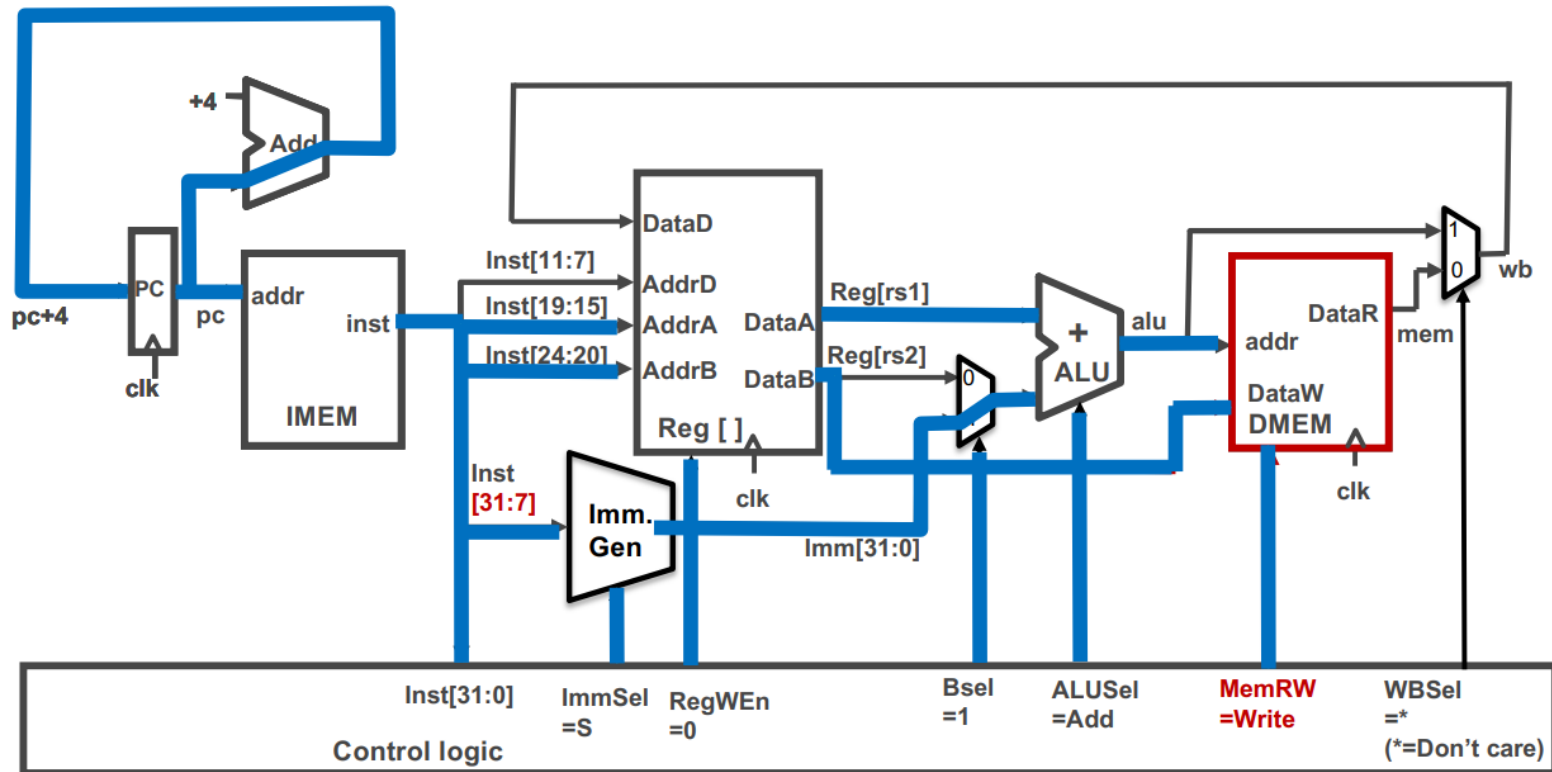 +4
Add
pc+4
PC
clk
pc
addr
inst
IMEM
Inst[11:7]
Inst[19:15]
Inst[24:20]
Inst
[31:7]
DataD
AddrD
AddrA
AddrB
DataA
DataB
Reg [ ]
clk
Imm.
Gen
Imm[31:0]
Reg[rs1]
Reg[rs2]
0
+
ALU
alu
addr
DataW
DMEM
DataR
clk
mem
1
0
wb
Inst[31:0]
ImmSel
=S
RegWEn
=0
Bsel
=1
ALUSel
=Add
MemRW
=Write
WBSel
=*
(*=Don't care)
Control logic